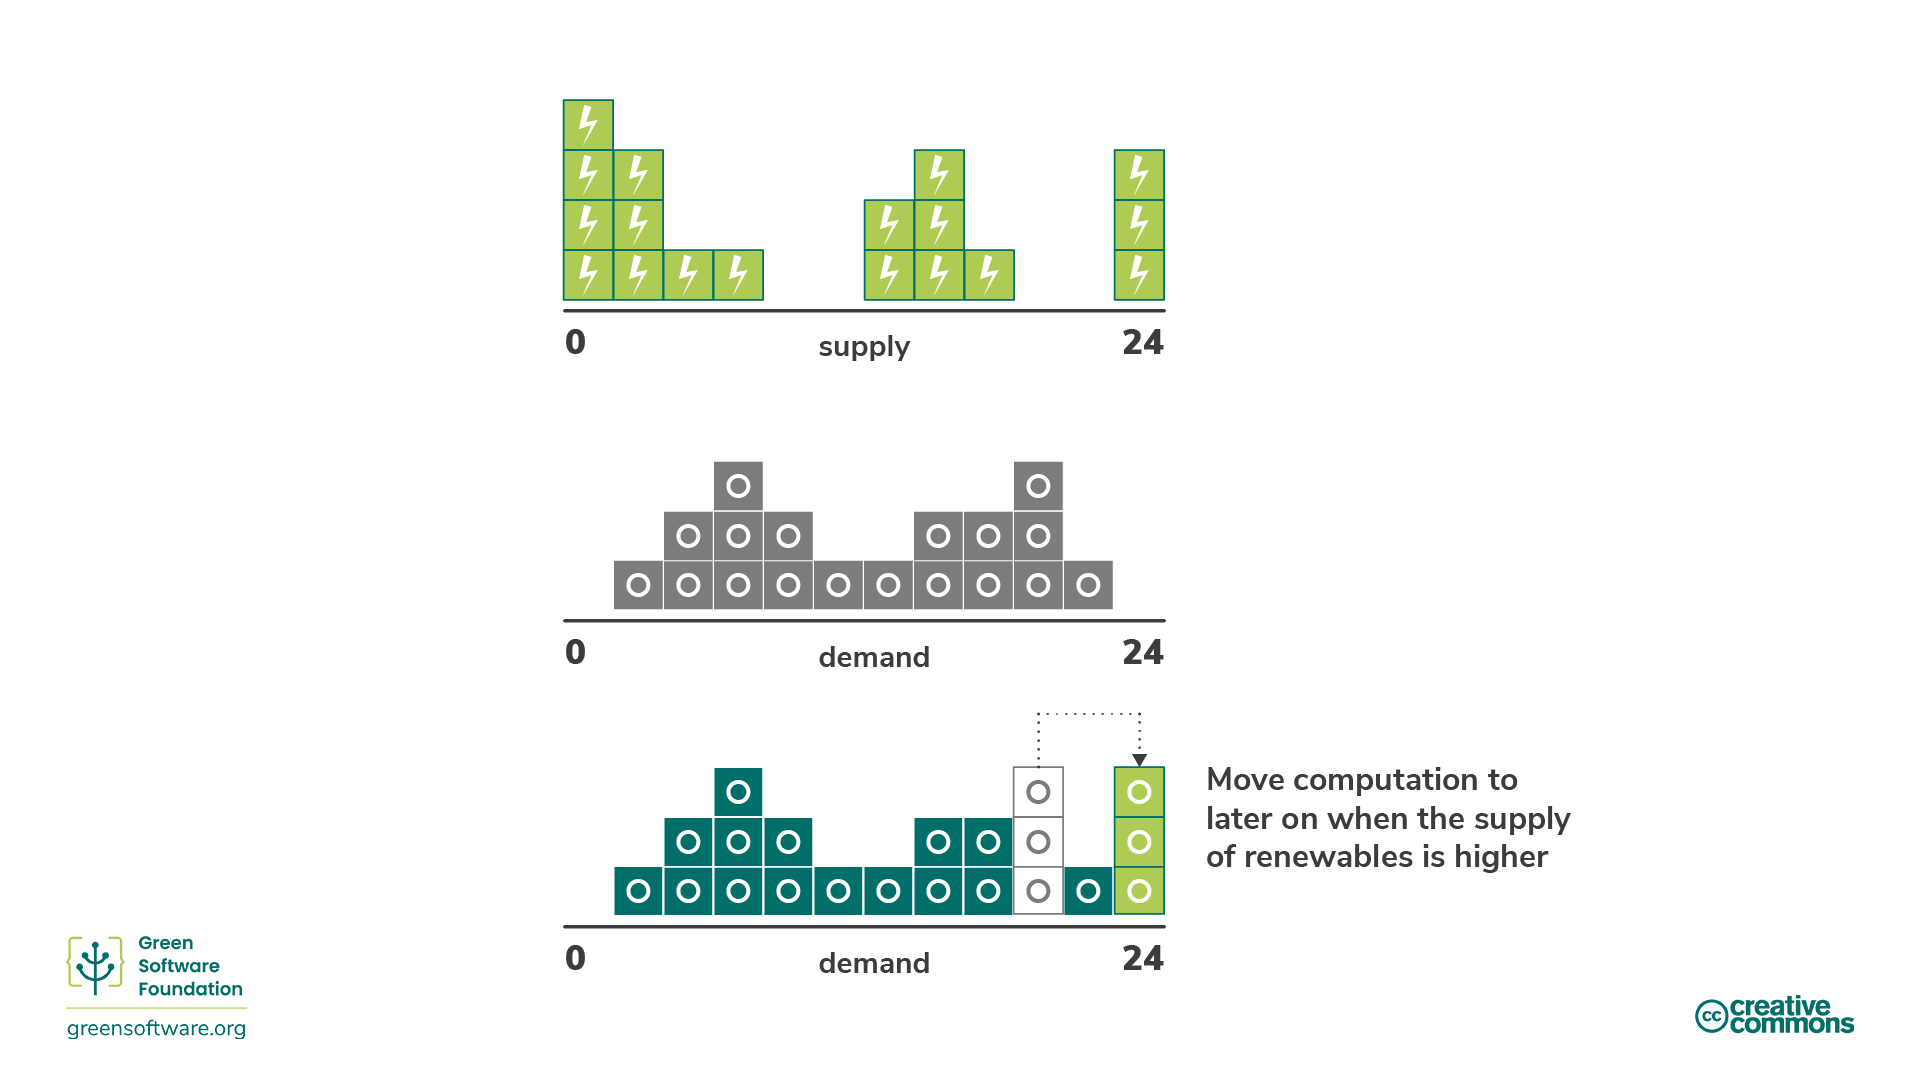 0
supply
24
0
demand
24
Move computation to
later on when the supply
of renewables is higher
0
demand
24
Green
Software
Foundation
greensoftware.org
cc creative
commons